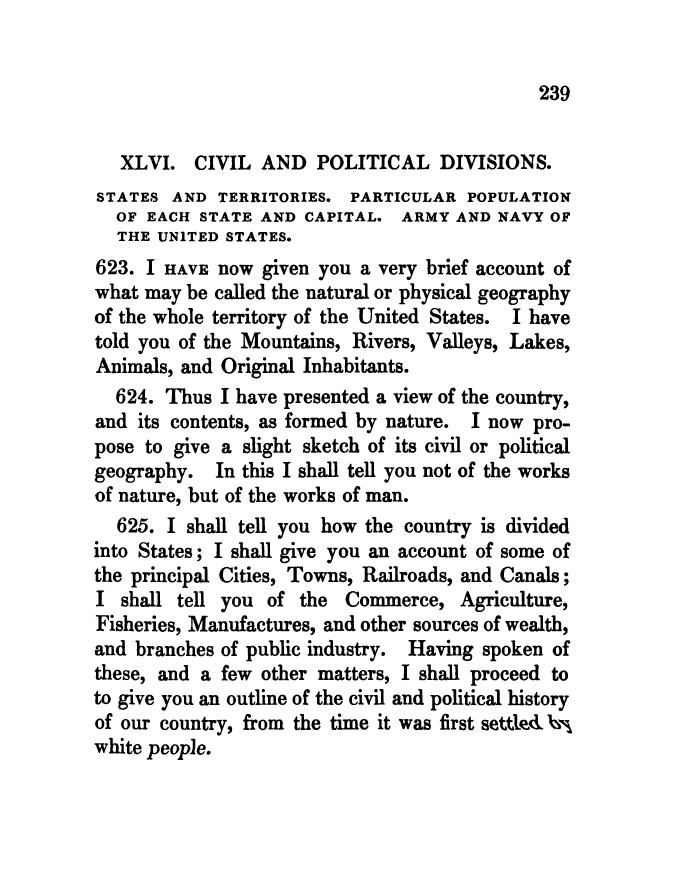 239
XLVI. CIVIL AND POLITICAL DIVISIONS.
STATES AND TERRITORIES. PARTICULAR POPULATION
OF EACH STATE AND CAPITAL. ARMY AND NAVY OF
THE UNITED STATES.
623. I HAVE now given you a very brief account of
what may be called the natural or physical geography
of the whole territory of the United States. I have
told you of the Mountains, Rivers, Valleys, Lakes,
Animals, and Original Inhabitants.
624. Thus I have presented a view of the country,
and its contents, as formed by nature. I now pro-
pose to give a slight sketch of its civil or political
geography. In this I shall tell you not of the works
of nature, but of the works of man.
625. I shall tell you how the country is divided
into States; I shall give you an account of some of
the principal Cities, Towns, Railroads, and Canals;
I shall tell you of the Commerce, Agriculture,
Fisheries, Manufactures, and other sources of wealth,
and branches of public industry. Having spoken of
these, and a few other matters, I shall proceed to
to give you an outline of the civil and political history
of our country, from the time it was first settled by
white people.